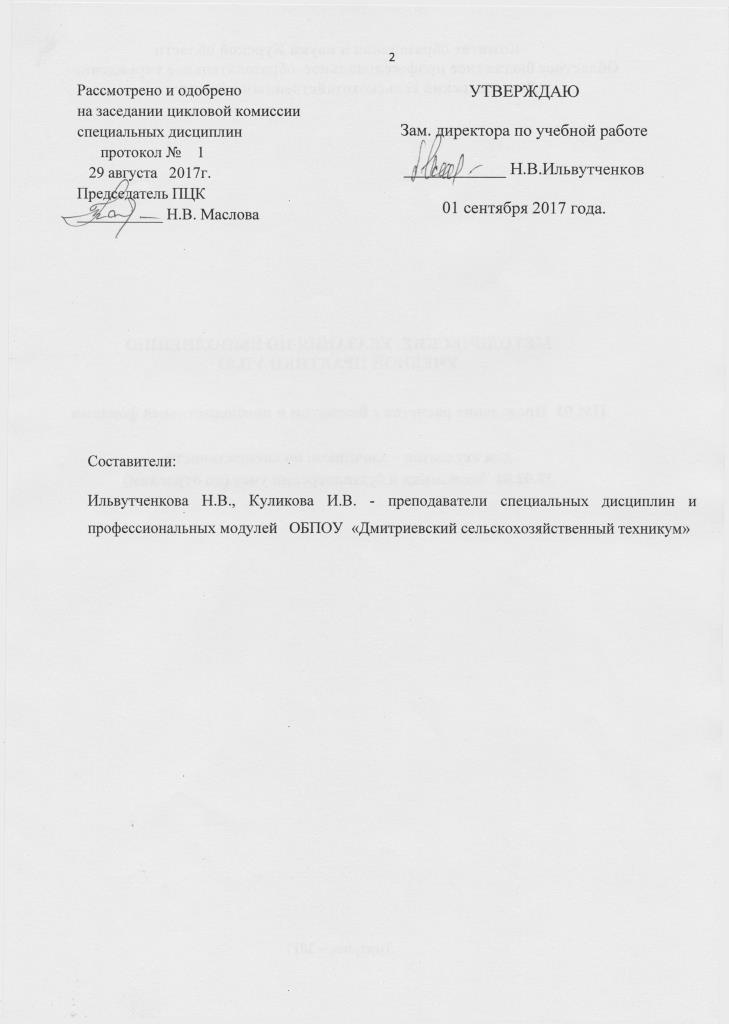 2
Рассмотрено и одобрено
на заседании цикловой комиссии
специальных дисциплин
протокол № 1
29 августа 2017г.
Председатель ПЦК
Н.В. Маслова
УТВЕРЖДАЮ
Зам. директора по учебной работе
Н.В.Ильвутченков
01 сентября 2017 года.
Составители:
Ильвутченкова Н.В., Куликова И.В. - преподаватели специальных дисциплин и
профессиональных модулей ОБПОУ «Дмитриевский сельскохозяйственный техникум»